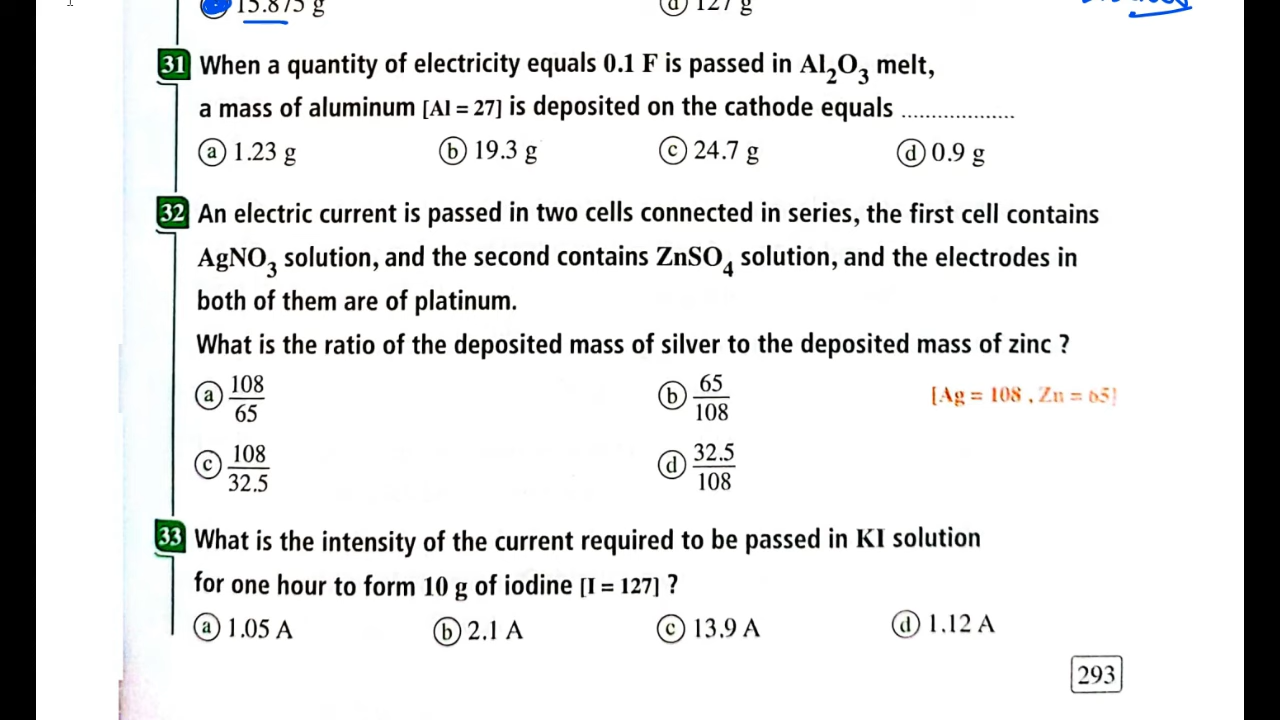 15.875 g
d 127 g
31 When a quantity of electricity equals 0.1 F is passed in Al₂O₃ melt,
a mass of aluminum [Al = 27] is deposited on the cathode equals ...................
a 1.23 g b 19.3 g c 24.7 g d 0.9 g
32 An electric current is passed in two cells connected in series, the first cell contains
AgNO₃ solution, and the second contains ZnSO₄ solution, and the electrodes in
both of them are of platinum.
What is the ratio of the deposited mass of silver to the deposited mass of zinc ?
a 108/65 b 65/108 [Ag = 108 , Zn = 65]
c 108/32.5 d 32.5/108
33 What is the intensity of the current required to be passed in KI solution
for one hour to form 10 g of iodine [I = 127] ?
a 1.05 A b 2.1 A c 13.9 A d 1.12 A
293